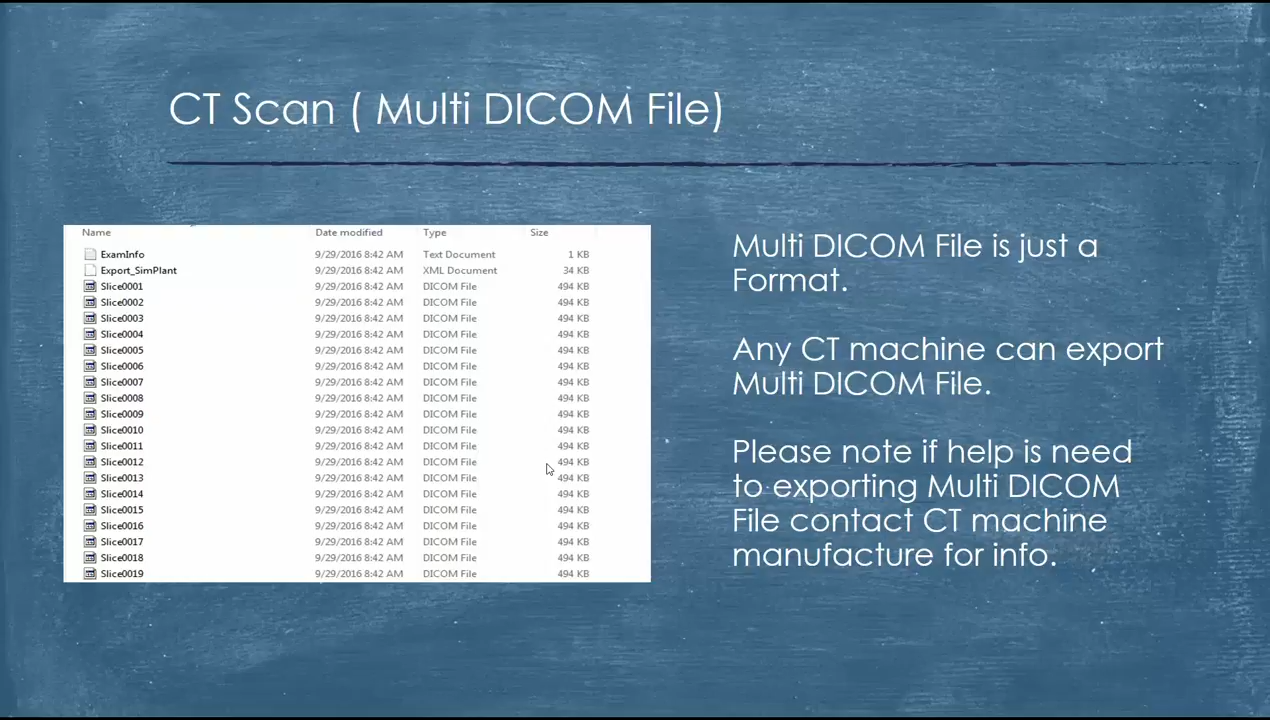 CT Scan ( Multi DICOM File)
Name Date modified Type Size
ExamInfo 9/29/2016 8:42 AM Text Document 1 KB
Export_SimPlant 9/29/2016 8:42 AM XML Document 34 KB
Slice0001 9/29/2016 8:42 AM DICOM File 494 KB
Slice0002 9/29/2016 8:42 AM DICOM File 494 KB
Slice0003 9/29/2016 8:42 AM DICOM File 494 KB
Slice0004 9/29/2016 8:42 AM DICOM File 494 KB
Slice0005 9/29/2016 8:42 AM DICOM File 494 KB
Slice0006 9/29/2016 8:42 AM DICOM File 494 KB
Slice0007 9/29/2016 8:42 AM DICOM File 494 KB
Slice0008 9/29/2016 8:42 AM DICOM File 494 KB
Slice0009 9/29/2016 8:42 AM DICOM File 494 KB
Slice0010 9/29/2016 8:42 AM DICOM File 494 KB
Slice0011 9/29/2016 8:42 AM DICOM File 494 KB
Slice0012 9/29/2016 8:42 AM DICOM File 494 KB
Slice0013 9/29/2016 8:42 AM DICOM File 494 KB
Slice0014 9/29/2016 8:42 AM DICOM File 494 KB
Slice0015 9/29/2016 8:42 AM DICOM File 494 KB
Slice0016 9/29/2016 8:42 AM DICOM File 494 KB
Slice0017 9/29/2016 8:42 AM DICOM File 494 KB
Slice0018 9/29/2016 8:42 AM DICOM File 494 KB
Slice0019 9/29/2016 8:42 AM DICOM File 494 KB
Multi DICOM File is just a
Format.
Any CT machine can export
Multi DICOM File.
Please note if help is need
to exporting Multi DICOM
File contact CT machine
manufacture for info.